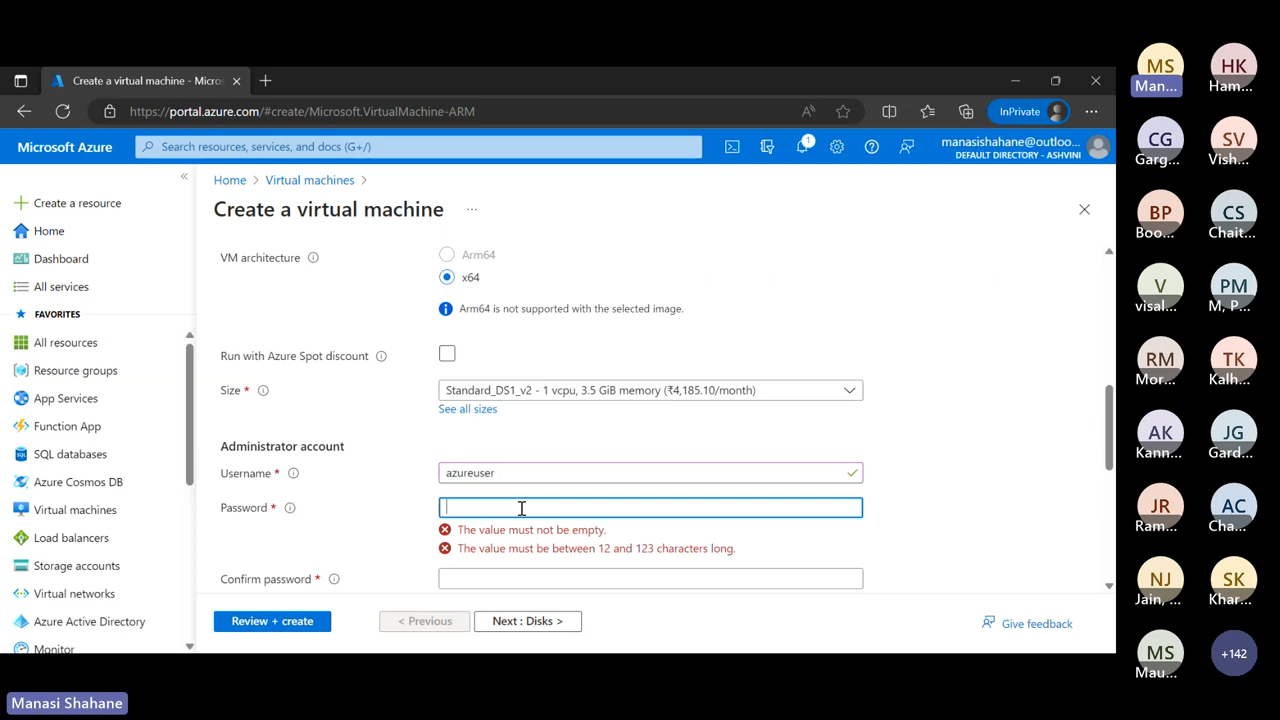 Create a virtual machine - Micros
https://portal.azure.com/#create/Microsoft.VirtualMachine-ARM
InPrivate
Microsoft Azure
Search resources, services, and docs (G+/)
1
manasishahane@outloo...
DEFAULT DIRECTORY - ASHVINI
Create a resource
Home
Dashboard
All services
FAVORITES
All resources
Resource groups
App Services
Function App
SQL databases
Azure Cosmos DB
Virtual machines
Load balancers
Storage accounts
Virtual networks
Azure Active Directory
Monitor
Home > Virtual machines >
Create a virtual machine ...
VM architecture
Arm64
x64
Arm64 is not supported with the selected image.
Run with Azure Spot discount
Size *
Standard_DS1_v2 - 1 vcpu, 3.5 GiB memory (₹4,185.10/month)
See all sizes
Administrator account
Username *
azureuser
Password *
The value must not be empty.
The value must be between 12 and 123 characters long.
Confirm password *
Review + create
< Previous
Next : Disks >
Give feedback
MS
Man...
HK
Ham...
CG
Garg...
SV
Vish...
BP
Boo...
CS
Chait...
V
visal...
PM
M, P...
RM
Mor...
TK
Kalh...
AK
Kann...
JG
Gard...
JR
Ram...
AC
Cha...
NJ
Jain, ...
SK
Khar...
MS
Mau...
+142
Manasi Shahane